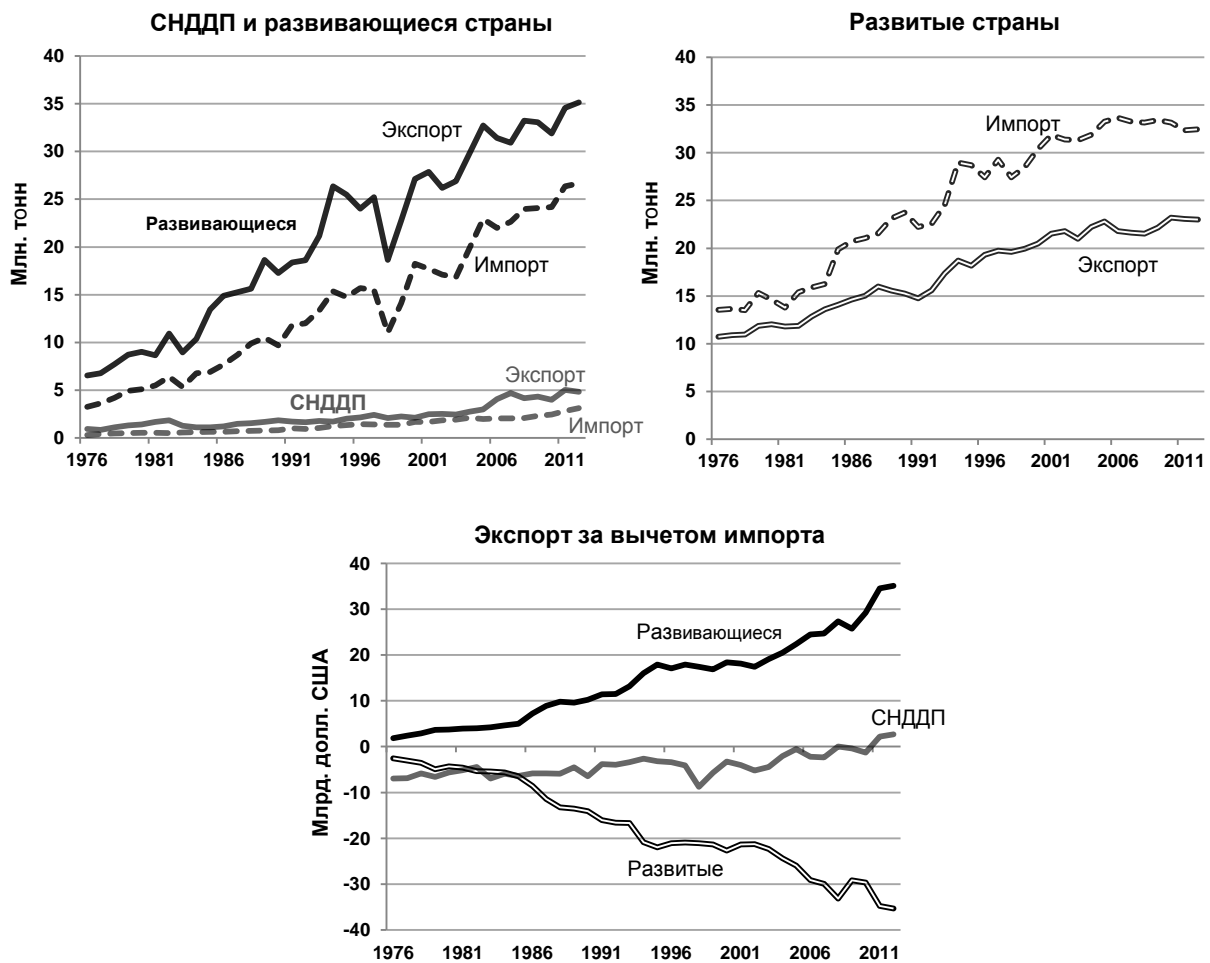 СНДДП и развивающиеся страны
Млн. тонн
40
35
30
25
20
15
10
5
0
Экспорт
Развивающиеся
Импорт
Экспорт
СНДДП
Импорт
1976 1981 1986 1991 1996 2001 2006 2011
Развитые страны
Млн. тонн
40
35
30
25
20
15
10
5
0
Импорт
Экспорт
1976 1981 1986 1991 1996 2001 2006 2011
Экспорт за вычетом импорта
Млрд. долл. США
40
30
20
10
0
-10
-20
-30
-40
Развивающиеся
СНДДП
Развитые
1976 1981 1986 1991 1996 2001 2006 2011